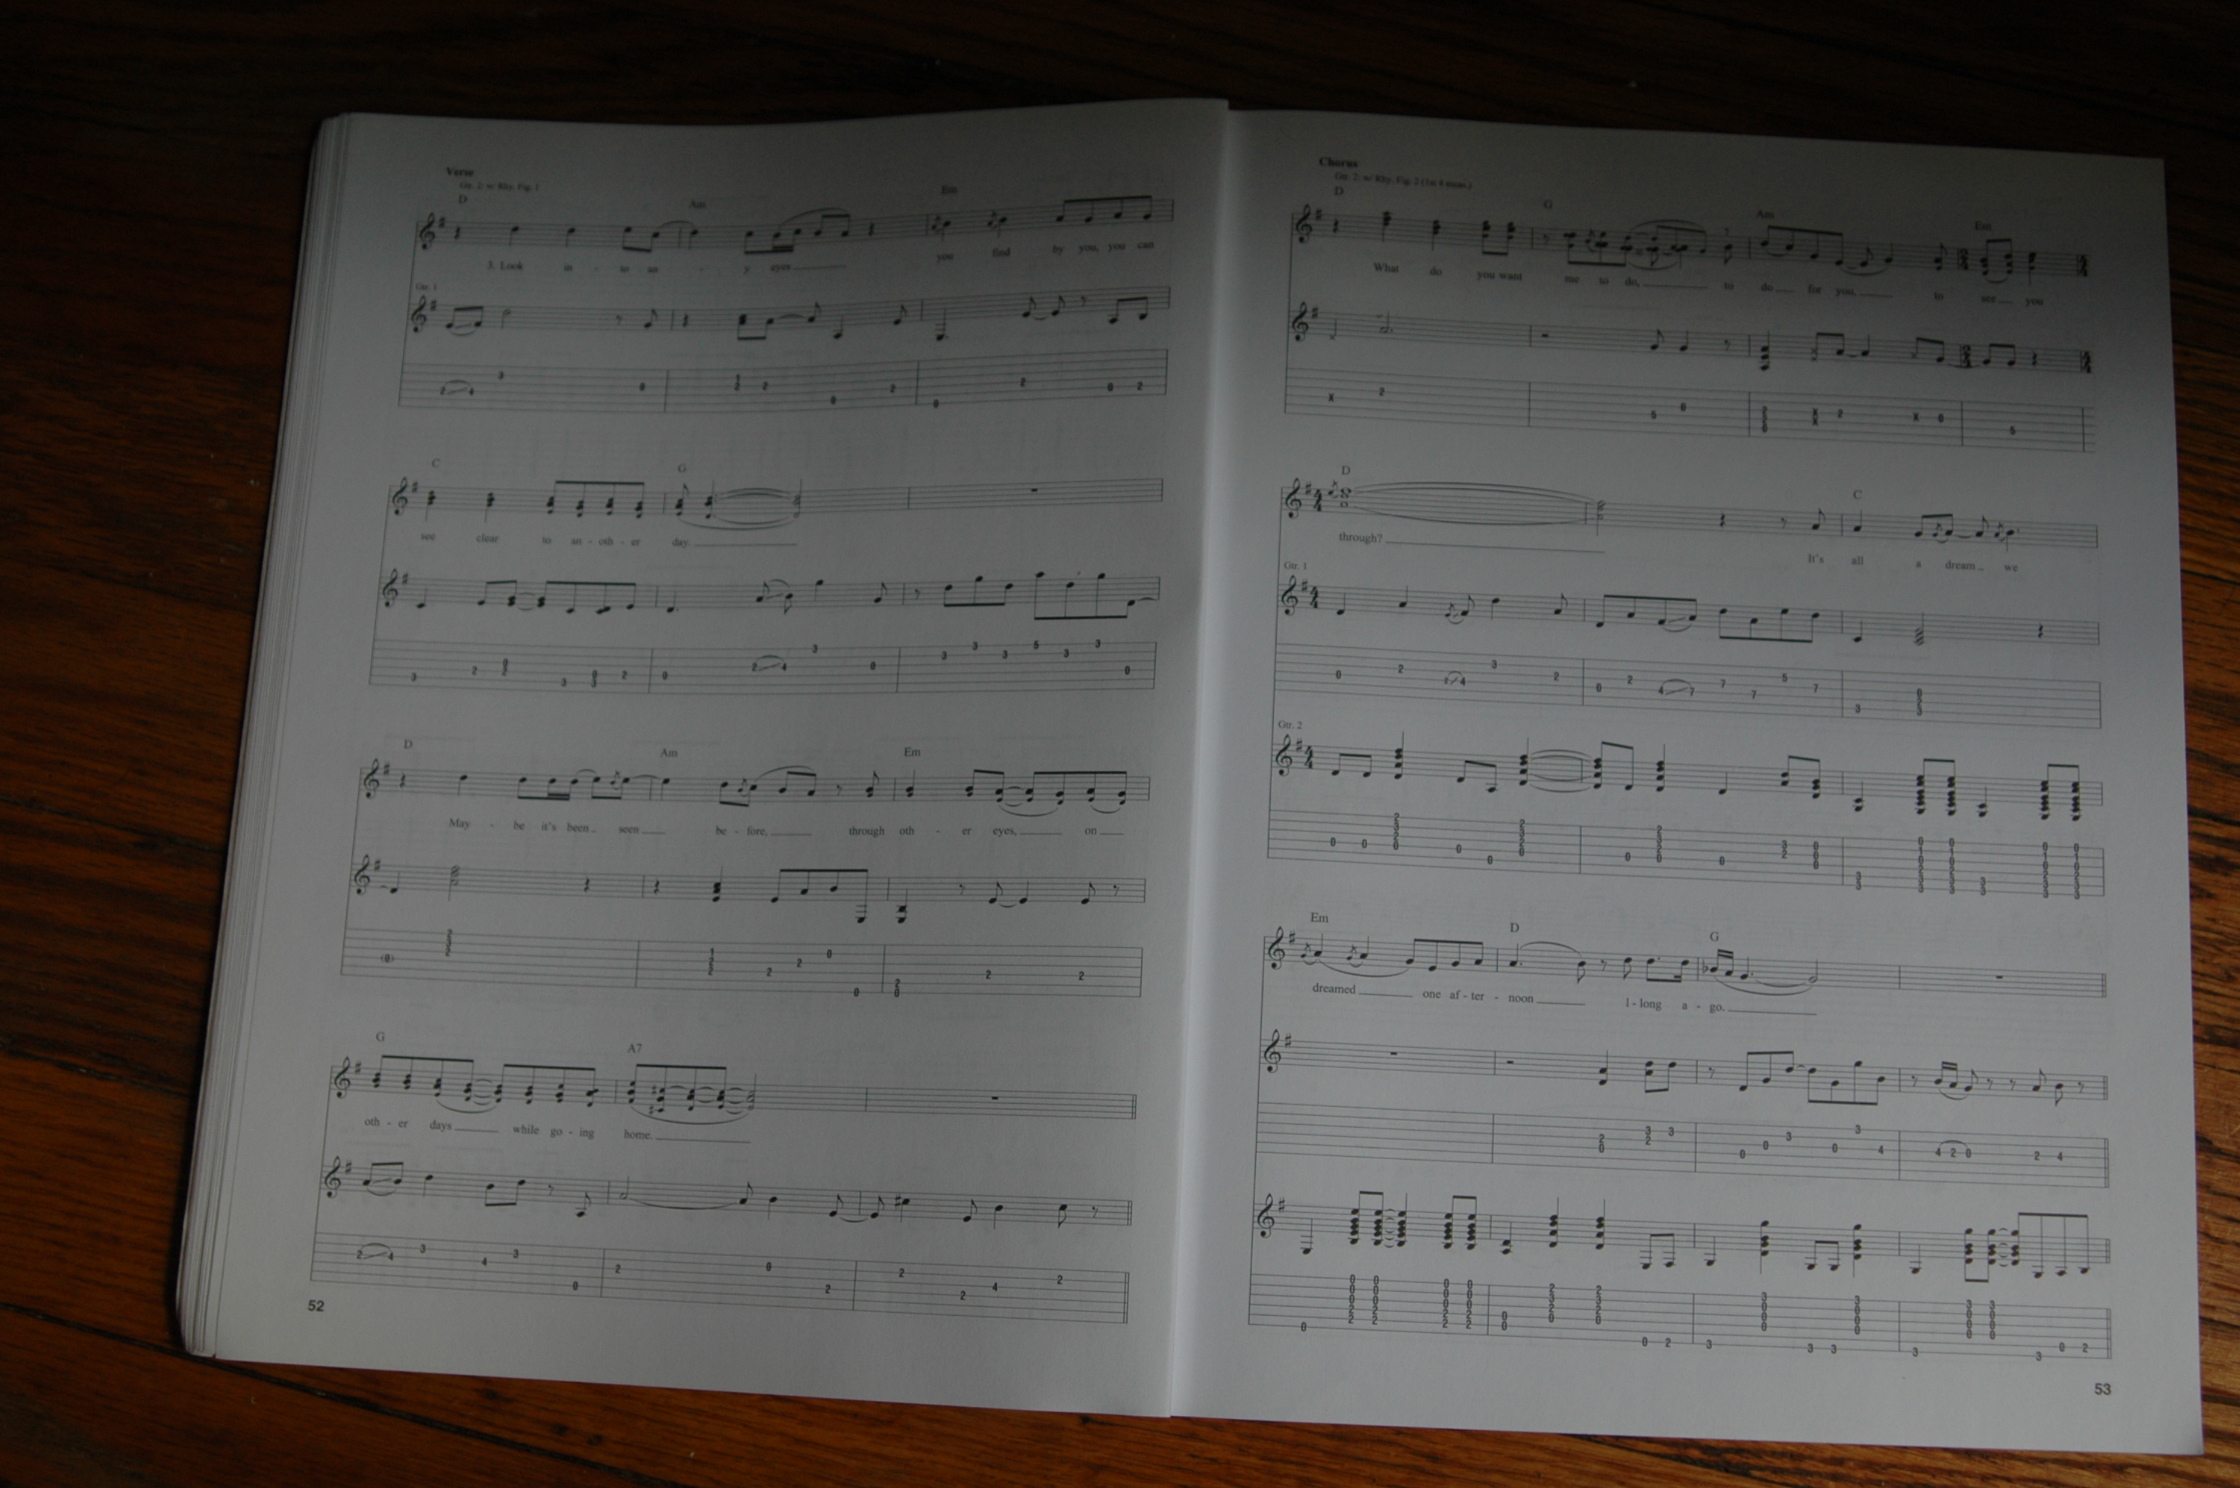 Verse
Gtr. 2: w/ Rhy. Fig. 1
D Am Em
3. Look in - to an - y eyes you find by you, you can
Gtr. 1
C G
see clear to an - oth - er day.
D Am Em
May - be it's been seen be - fore, through oth - er eyes, on
G A7
oth - er days while go - ing home.
52
Chorus
Gtr. 2: w/ Rhy. Fig. 2 (1st 4 meas.)
D G Am Em
What do you want me to do, to do for you, to see you
D C
through? It's all a dream we
Gtr. 1
Gtr. 2
Em D G
dreamed one af - ter - noon l - long a - go.
53